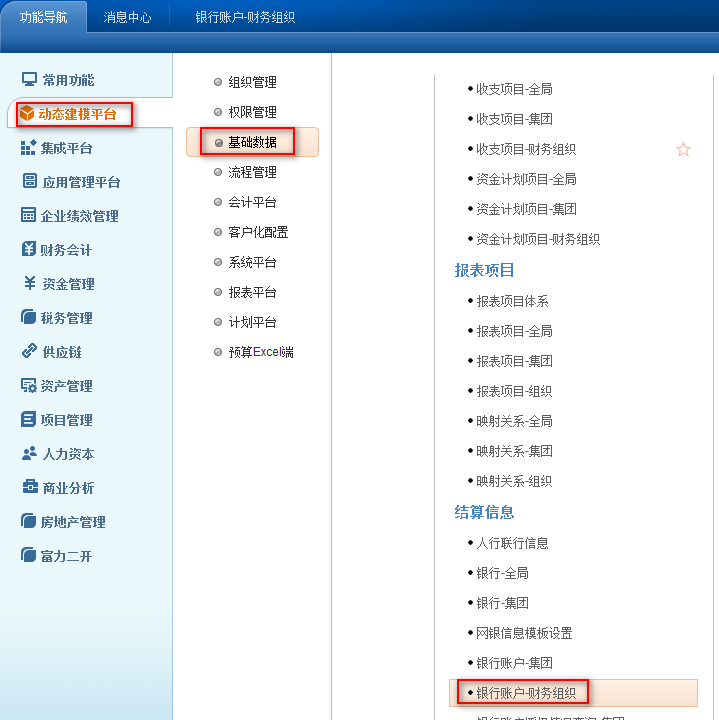 功能导航
消息中心
银行账户-财务组织
常用功能
动态建模平台
集成平台
应用管理平台
企业绩效管理
财务会计
资金管理
税务管理
供应链
资产管理
项目管理
人力资本
商业分析
房地产管理
富力二开
组织管理
权限管理
基础数据
流程管理
会计平台
客户化配置
系统平台
报表平台
计划平台
预算Excel端
收支项目-全局
收支项目-集团
收支项目-财务组织
资金计划项目-全局
资金计划项目-集团
资金计划项目-财务组织
报表项目
报表项目体系
报表项目-全局
报表项目-集团
报表项目-组织
映射关系-全局
映射关系-集团
映射关系-组织
结算信息
人行联行信息
银行-全局
银行-集团
网银信息模板设置
银行账户-集团
银行账户-财务组织